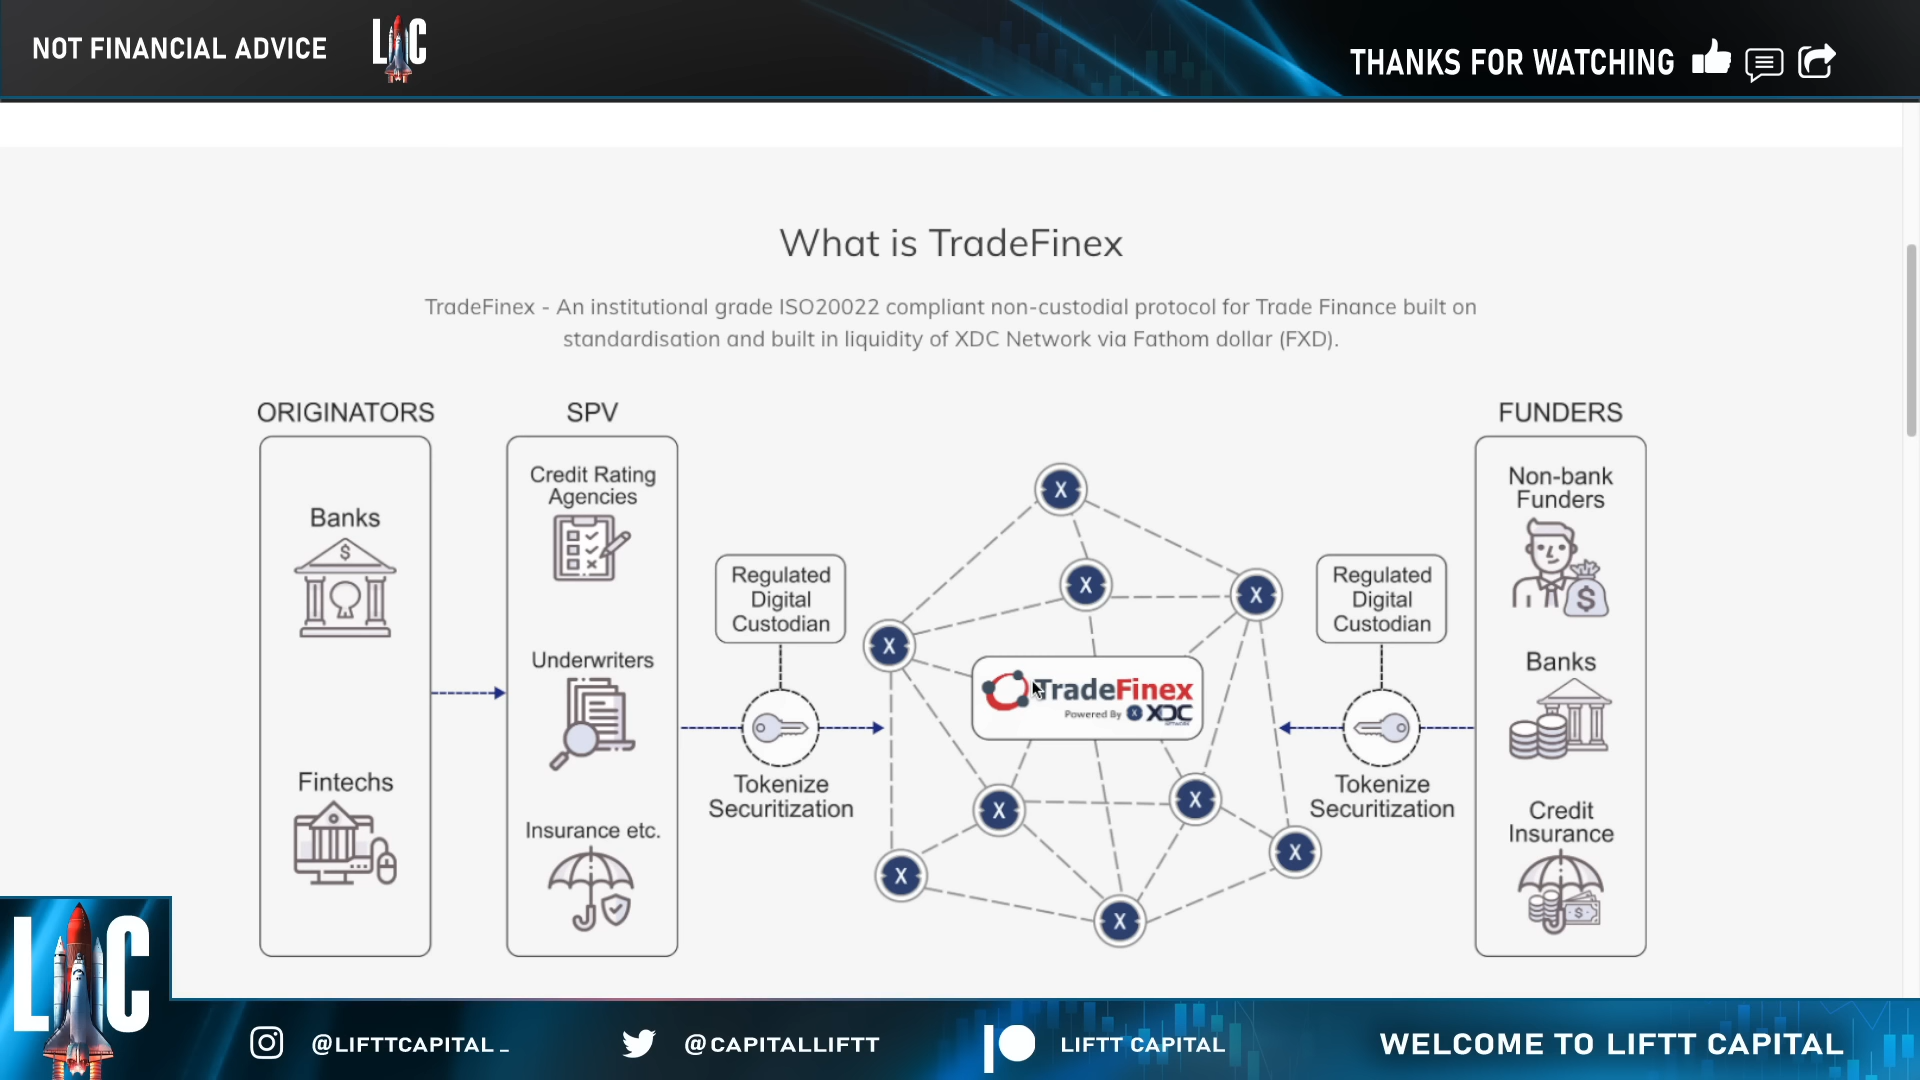 NOT FINANCIAL ADVICE
LC
THANKS FOR WATCHING
What is TradeFinex
TradeFinex - An institutional grade ISO20022 compliant non-custodial protocol for Trade Finance built on
standardisation and built in liquidity of XDC Network via Fathom dollar (FXD).
ORIGINATORS
Banks
$
Fintechs
SPV
Credit Rating
Agencies
Underwriters
Insurance etc.
Regulated
Digital
Custodian
Tokenize
Securitization
X
X
X
X
TradeFinex
Powered By XDC
X
X
X
X
X
Regulated
Digital
Custodian
Tokenize
Securitization
FUNDERS
Non-bank
Funders
$
Banks
Credit
Insurance
$
LC
@LIFTTCAPITAL_
@CAPITALLIFTT
LIFTT CAPITAL
WELCOME TO LIFTT CAPITAL